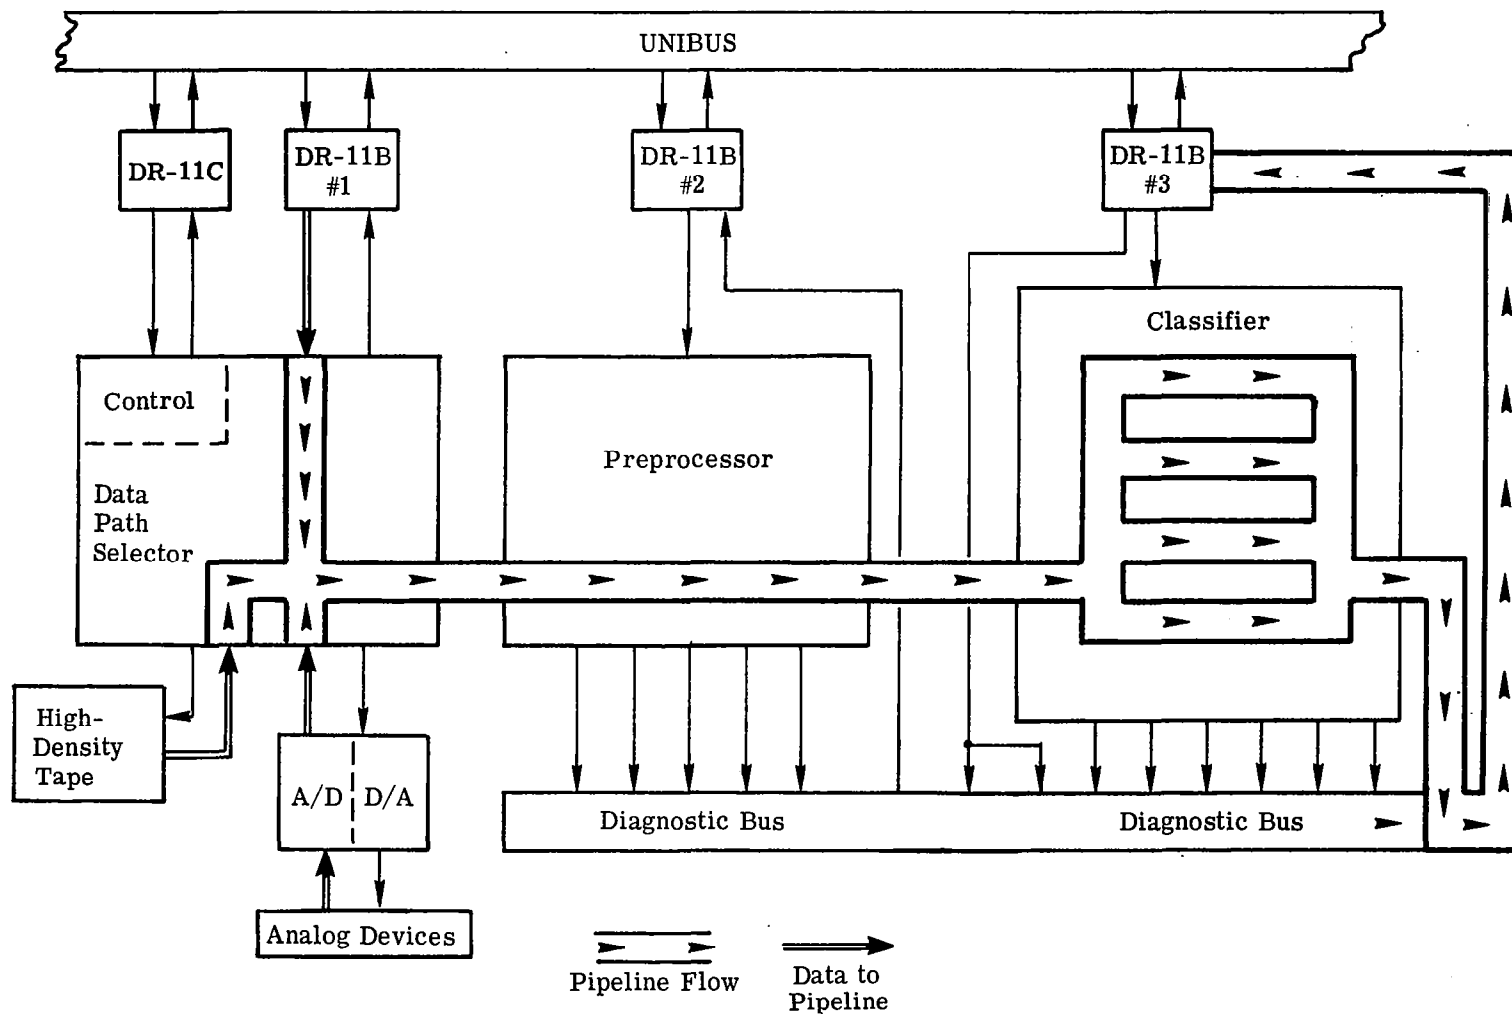 UNIBUS
DR-11C
DR-11B
#1
DR-11B
#2
DR-11B
#3
Control
Data
Path
Selector
Preprocessor
Classifier
High-
Density
Tape
A/D
D/A
Diagnostic Bus
Diagnostic Bus
Analog Devices
Pipeline Flow
Data to
Pipeline